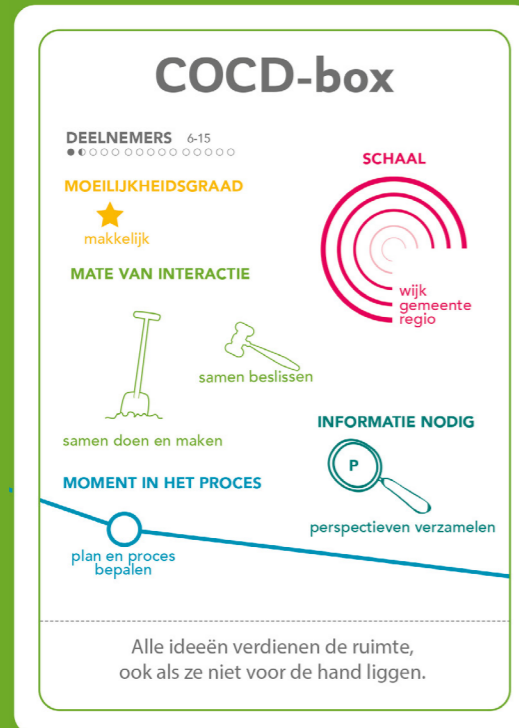 COCD-box
DEELNEMERS 6-15
MOEILIJKHEIDSGRAAD
makkelijk
SCHAAL
wijk
gemeente
regio
MATE VAN INTERACTIE
samen beslissen
samen doen en maken
INFORMATIE NODIG
P
perspectieven verzamelen
MOMENT IN HET PROCES
plan en proces
bepalen
Alle ideeën verdienen de ruimte,
ook als ze niet voor de hand liggen.